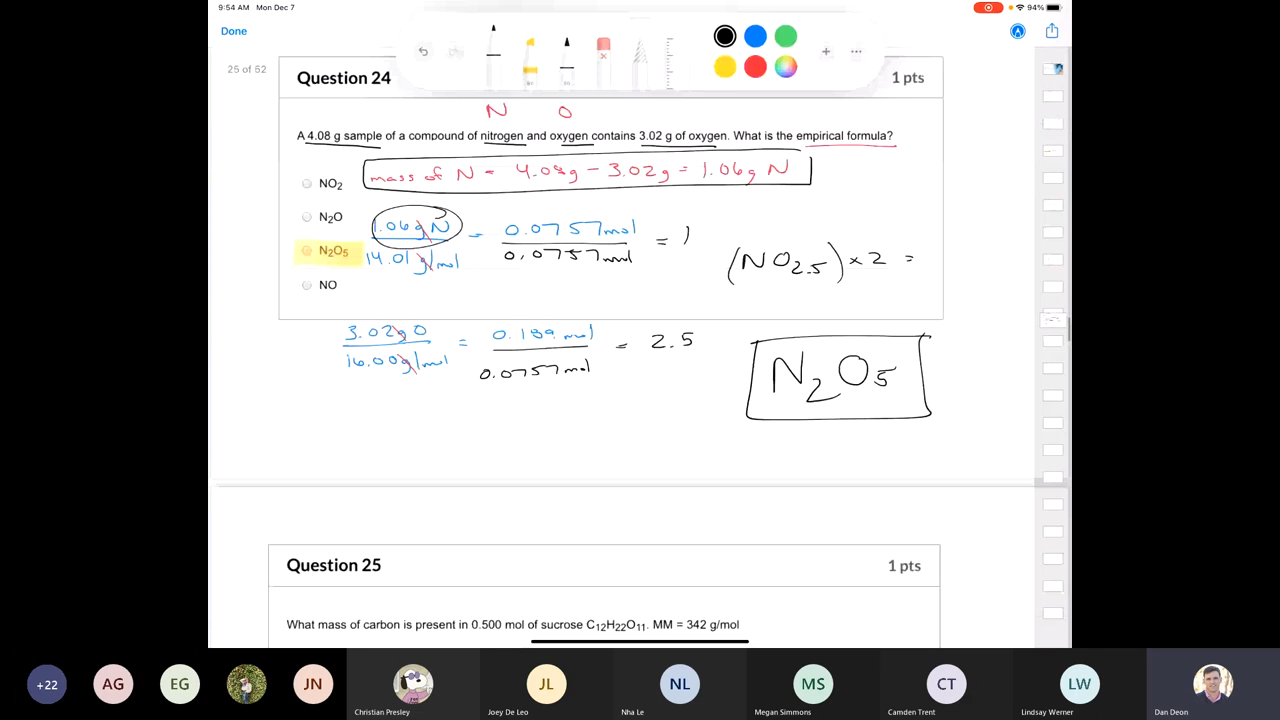 9:54 AM Mon Dec 7
94%
Done
25 of 52
Question 24
1 pts
N O
A 4.08 g sample of a compound of nitrogen and oxygen contains 3.02 g of oxygen. What is the empirical formula?
mass of N = 4.08g - 3.02g = 1.06g N
NO2
N2O
N2O5
NO
1.06g N / 14.01 g/mol = 0.0757mol / 0.0757mol = 1
(NO2.5) x 2 =
3.02g O / 16.00g/mol = 0.189 mol / 0.0757mol = 2.5
N2O5
Question 25
1 pts
What mass of carbon is present in 0.500 mol of sucrose C12H22O11. MM = 342 g/mol
+22
AG
EG
JN
JL
NL
MS
CT
LW
Christian Presley
Joey De Leo
Nha Le
Megan Simmons
Camden Trent
Lindsay Werner
Dan Deon